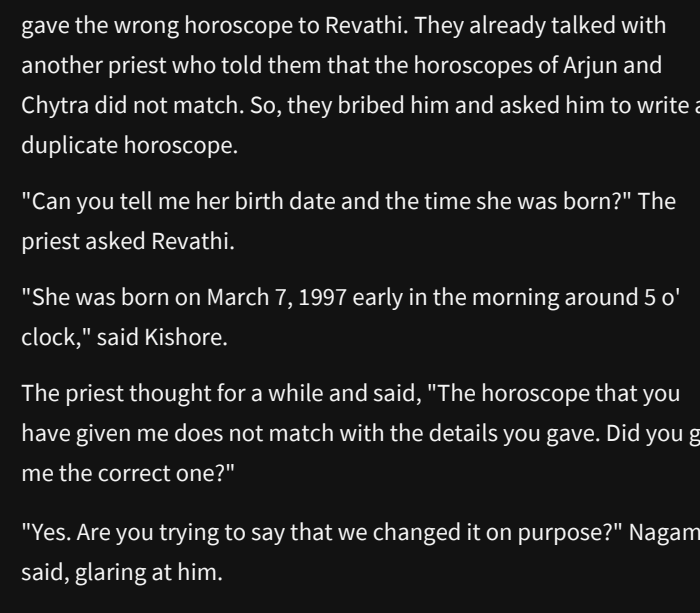 gave the wrong horoscope to Revathi. They already talked with
another priest who told them that the horoscopes of Arjun and
Chytra did not match. So, they bribed him and asked him to write
duplicate horoscope.
"Can you tell me her birth date and the time she was born?" The
priest asked Revathi.
"She was born on March 7, 1997 early in the morning around 5 o'
clock," said Kishore.
The priest thought for a while and said, "The horoscope that you
have given me does not match with the details you gave. Did you
me the correct one?"
"Yes. Are you trying to say that we changed it on purpose?"
said, glaring at him.